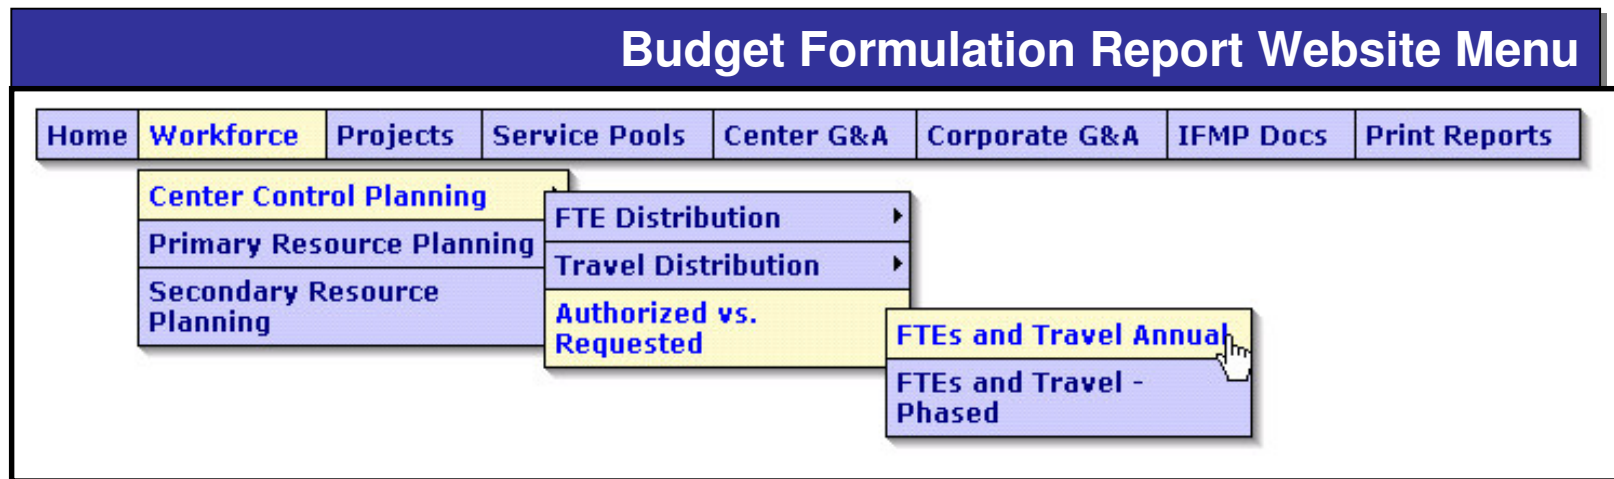 Budget Formulation Report Website Menu
Home Workforce Projects Service Pools Center G&A Corporate G&A IFMP Docs Print Reports
Center Control Planning
Primary Resource Planning
Secondary Resource
Planning
FTE Distribution
Travel Distribution
Authorized vs.
Requested
FTEs and Travel Annual
FTEs and Travel -
Phased